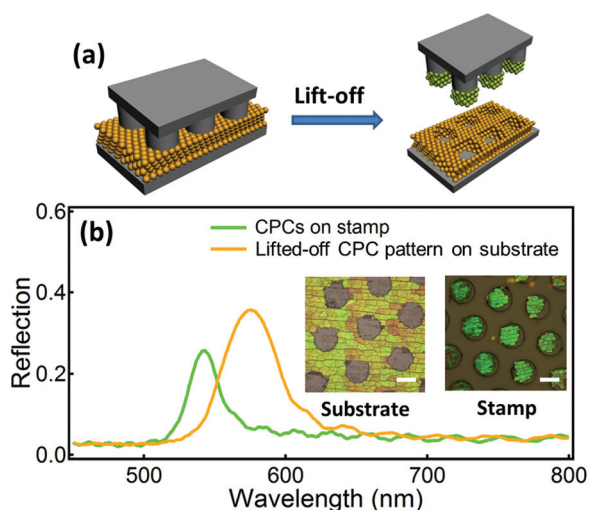 (a)
Lift-off
(b)
CPCs on stamp
Lifted-off CPC pattern on substrate
0.6
0.4
0.2
0.0
Reflection
Substrate
Stamp
500
600
700
800
Wavelength (nm)